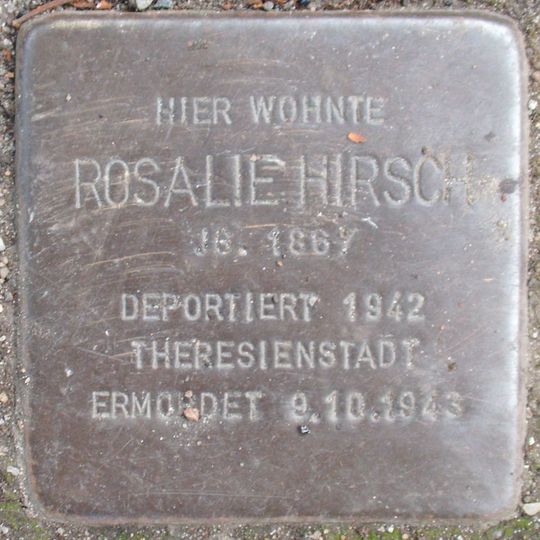 HIER WOHNTE
ROSALIE HIRSCH
JG. 1867
DEPORTIERT 1942
THERESIENSTADT
ERMORDET 9.10.1943